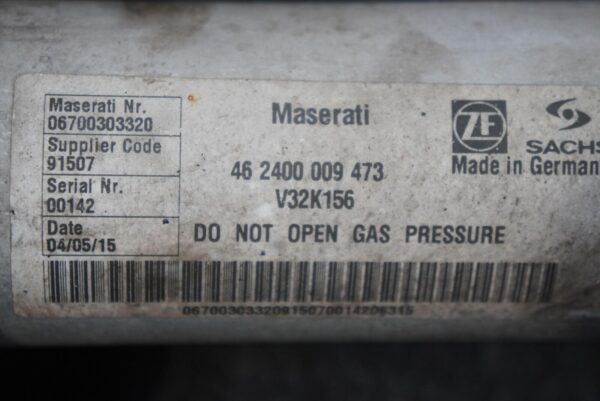 Maserati Nr.
06700303320
Supplier Code
91507
Serial Nr.
00142
Date
04/05/15
Maserati
46 2400 009 473
V32K156
DO NOT OPEN GAS PRESSURE
ZF
SACHS
Made in German